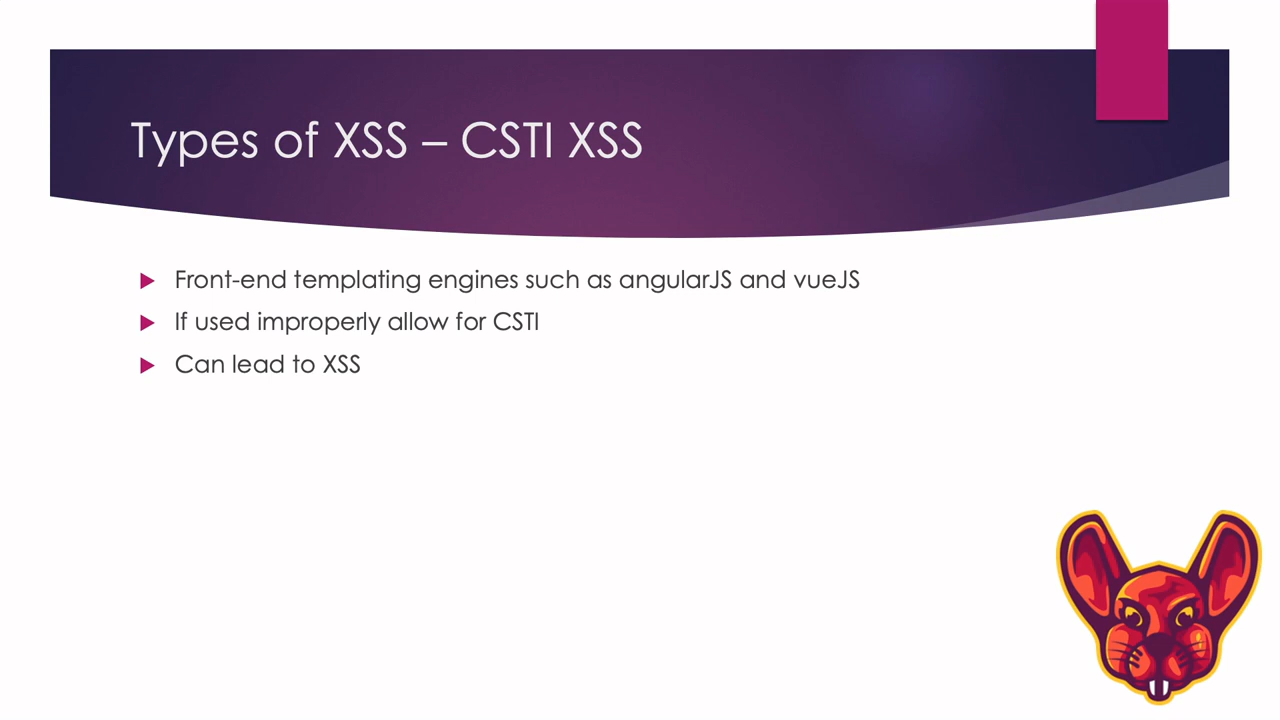 Types of XSS – CSTI XSS
Front-end templating engines such as angularJS and vueJS
If used improperly allow for CSTI
Can lead to XSS